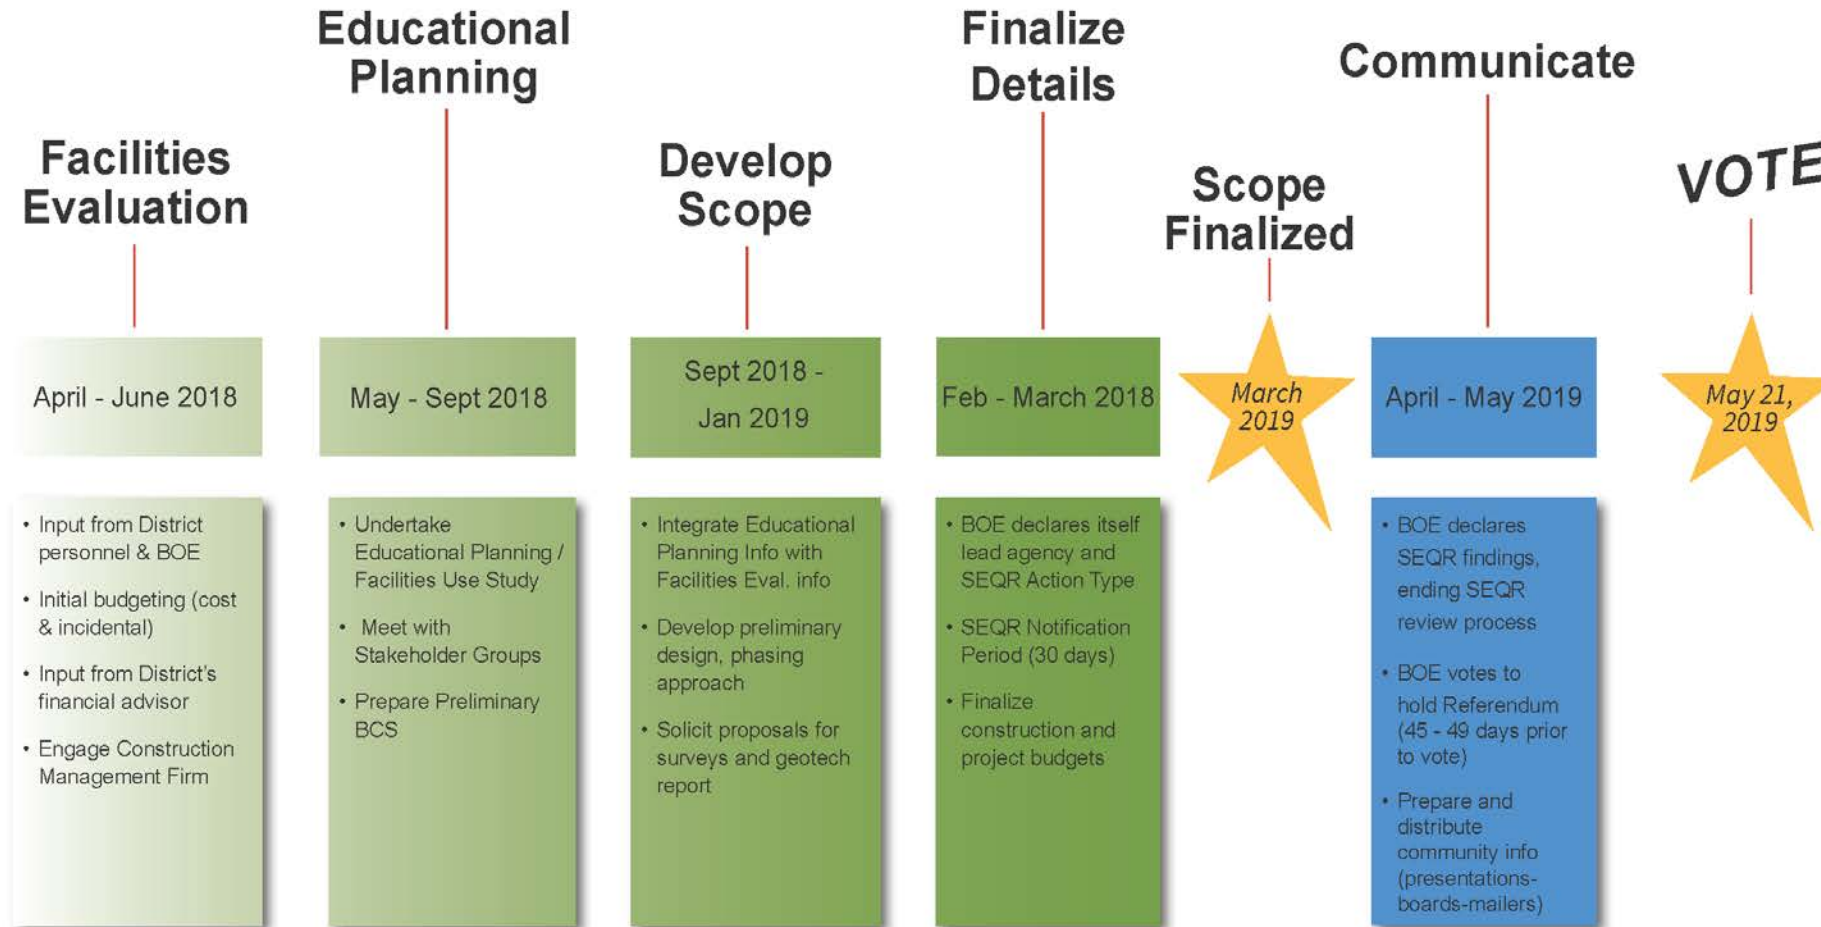 Facilities
Evaluation
April - June 2018
• Input from District
personnel & BOE
• Initial budgeting (cost
& incidental)
• Input from District's
financial advisor
• Engage Construction
Management Firm
Educational
Planning
May - Sept 2018
• Undertake
Educational Planning /
Facilities Use Study
• Meet with
Stakeholder Groups
• Prepare Preliminary
BCS
Develop
Scope
Sept 2018 -
Jan 2019
• Integrate Educational
Planning Info with
Facilities Eval. info
• Develop preliminary
design, phasing
approach
• Solicit proposals for
surveys and geotech
report
Finalize
Details
Feb - March 2018
• BOE declares itself
lead agency and
SEQR Action Type
• SEQR Notification
Period (30 days)
• Finalize
construction and
project budgets
Scope
Finalized
March
2019
Communicate
April - May 2019
• BOE declares
SEQR findings,
ending SEQR
review process
• BOE votes to
hold Referendum
(45 - 49 days prior
to vote)
• Prepare and
distribute
community info
(presentations-
boards-mailers)
VOTE
May 21,
2019